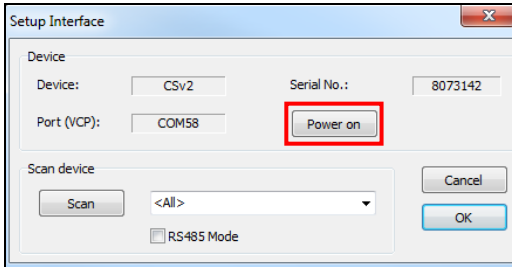 Setup Interface
Device
Device: CSv2 Serial No.: 8073142
Port (VCP): COM58 Power on
Scan device
Scan <All> Cancel
RS485 Mode OK